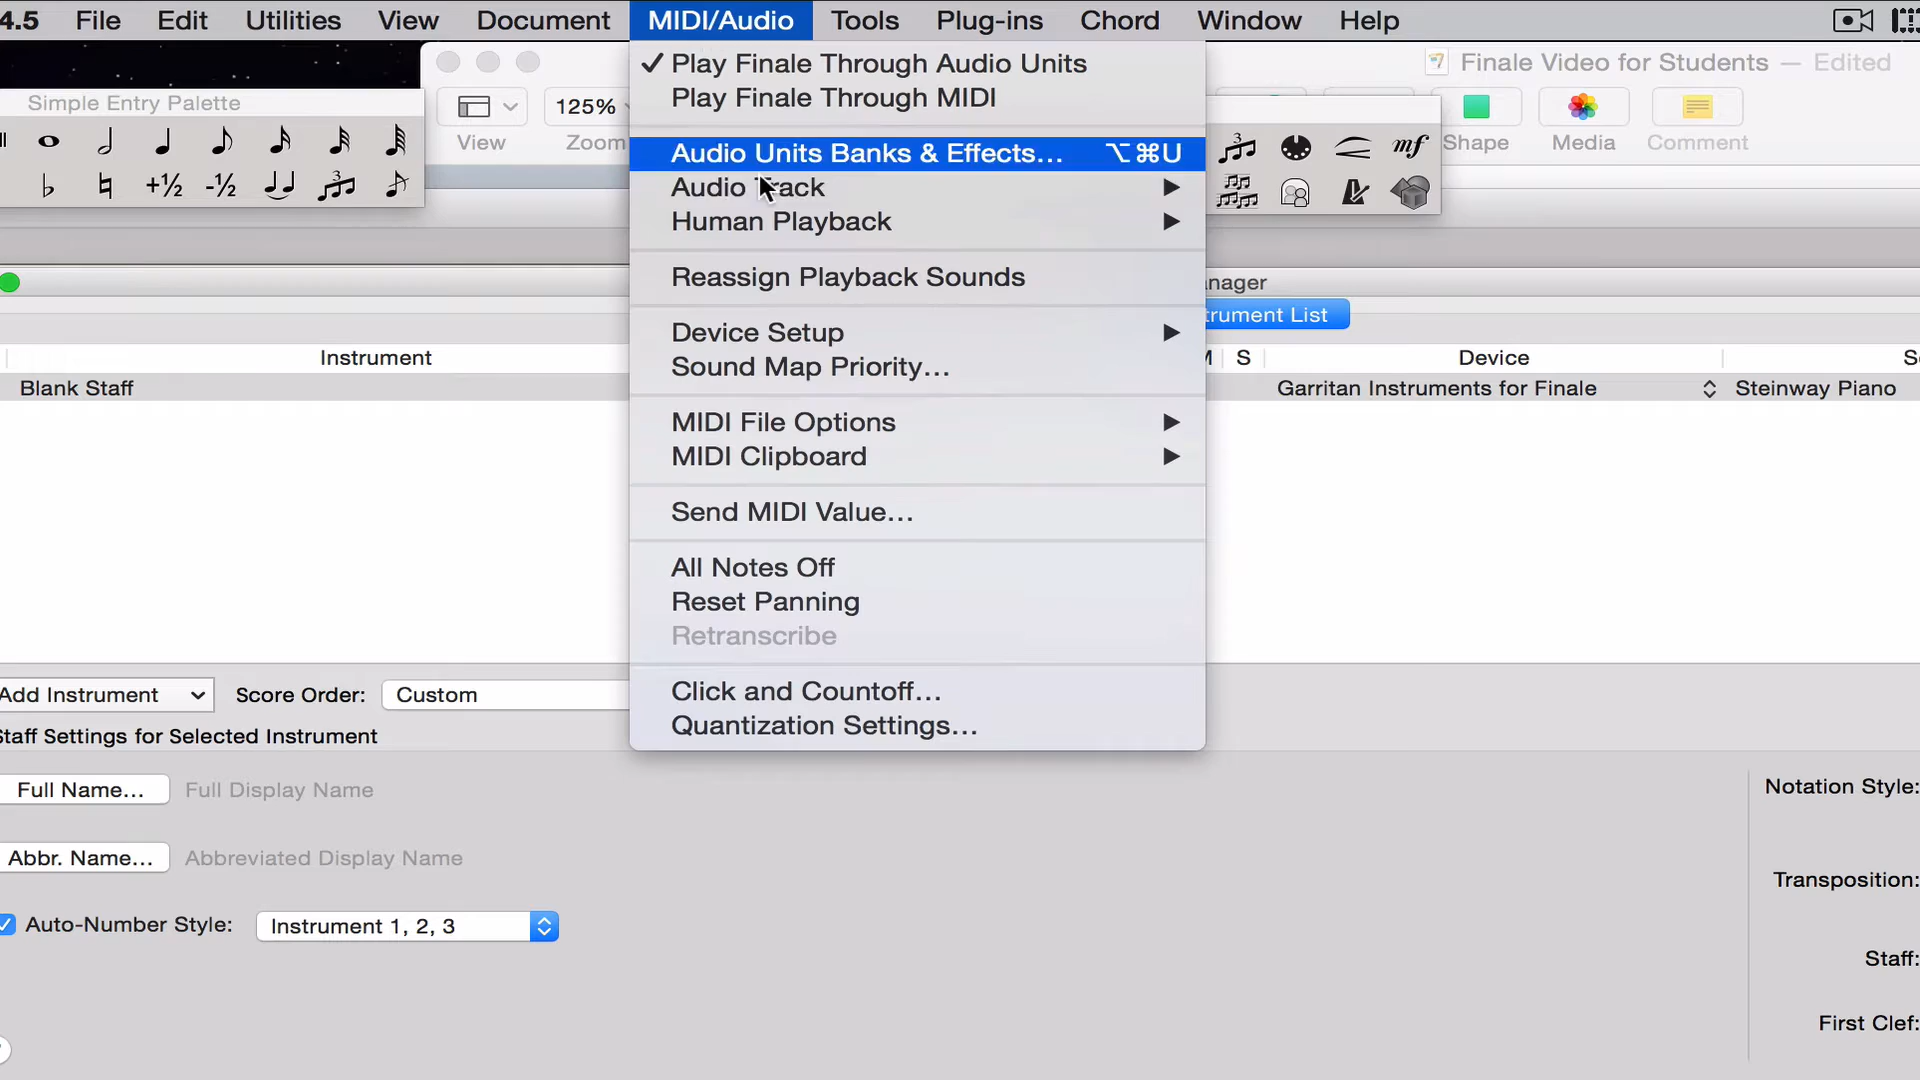 4.5 File Edit Utilities View Document MIDI/Audio Tools Plug-ins Chord Window Help
Simple Entry Palette
+½ -½
View
125%
Zoom
✓ Play Finale Through Audio Units
Play Finale Through MIDI
Audio Units Banks & Effects... ⌥⌘U
Audio Track
Human Playback
Reassign Playback Sounds
Device Setup
Sound Map Priority...
MIDI File Options
MIDI Clipboard
Send MIDI Value...
All Notes Off
Reset Panning
Retranscribe
Click and Countoff...
Quantization Settings...
Finale Video for Students — Edited
mf
Shape Media Comment
nager
trument List
Instrument S Device
Blank Staff Garritan Instruments for Finale Steinway Piano
Add Instrument Score Order: Custom
Staff Settings for Selected Instrument
Full Name... Full Display Name
Abbr. Name... Abbreviated Display Name
Auto-Number Style: Instrument 1, 2, 3
Notation Style:
Transposition:
Staff:
First Clef: